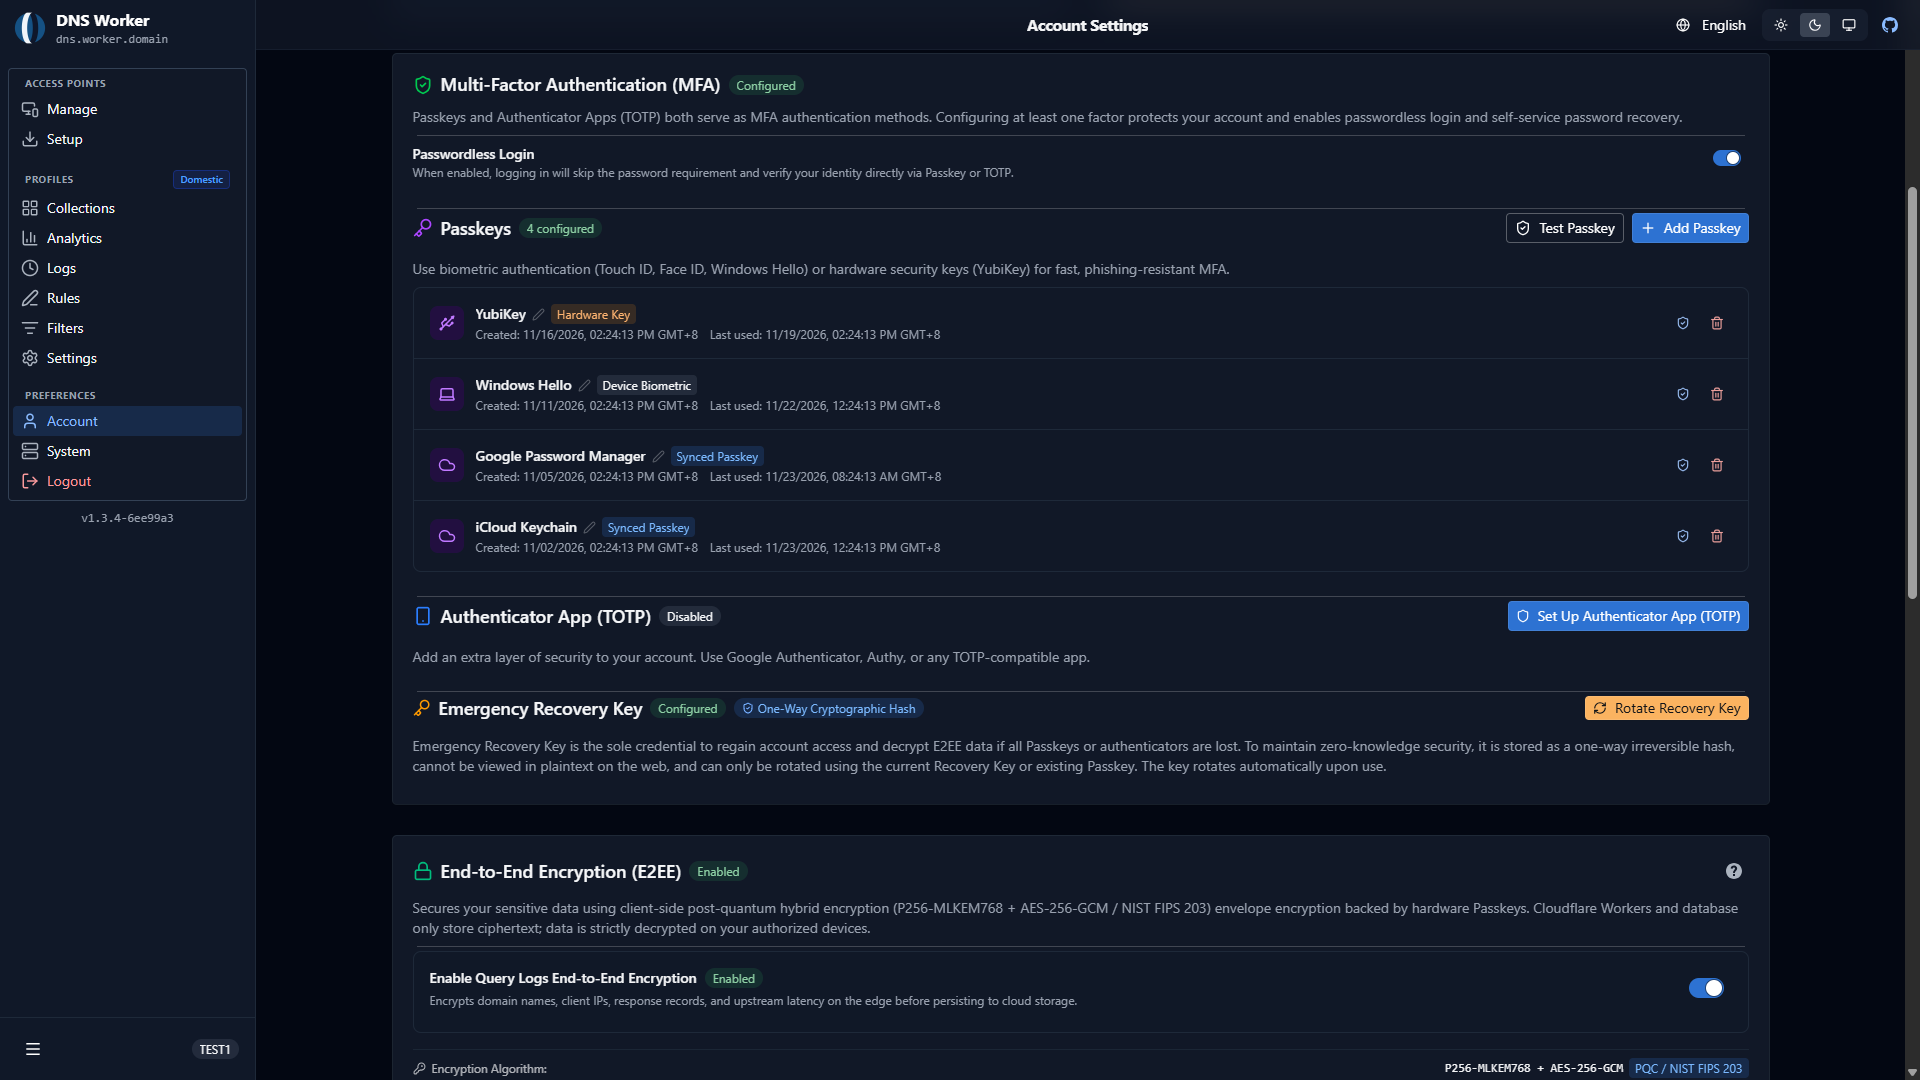 DNS Worker
dns.worker.domain
Account Settings
English
ACCESS POINTS
Manage
Setup
PROFILES Domestic
Collections
Analytics
Logs
Rules
Filters
Settings
PREFERENCES
Account
System
Logout
v1.3.4-6ee99a3
TEST1
Multi-Factor Authentication (MFA) Configured
Passkeys and Authenticator Apps (TOTP) both serve as MFA authentication methods. Configuring at least one factor protects your account and enables passwordless login and self-service password recovery.
Passwordless Login
When enabled, logging in will skip the password requirement and verify your identity directly via Passkey or TOTP.
Passkeys 4 configured Test Passkey Add Passkey
Use biometric authentication (Touch ID, Face ID, Windows Hello) or hardware security keys (YubiKey) for fast, phishing-resistant MFA.
YubiKey Hardware Key
Created: 11/16/2026, 02:24:13 PM GMT+8 Last used: 11/19/2026, 02:24:13 PM GMT+8
Windows Hello Device Biometric
Created: 11/11/2026, 02:24:13 PM GMT+8 Last used: 11/22/2026, 12:24:13 PM GMT+8
Google Password Manager Synced Passkey
Created: 11/05/2026, 02:24:13 PM GMT+8 Last used: 11/23/2026, 08:24:13 AM GMT+8
iCloud Keychain Synced Passkey
Created: 11/02/2026, 02:24:13 PM GMT+8 Last used: 11/23/2026, 12:24:13 PM GMT+8
Authenticator App (TOTP) Disabled Set Up Authenticator App (TOTP)
Add an extra layer of security to your account. Use Google Authenticator, Authy, or any TOTP-compatible app.
Emergency Recovery Key Configured One-Way Cryptographic Hash Rotate Recovery Key
Emergency Recovery Key is the sole credential to regain account access and decrypt E2EE data if all Passkeys or authenticators are lost. To maintain zero-knowledge security, it is stored as a one-way irreversible hash,
cannot be viewed in plaintext on the web, and can only be rotated using the current Recovery Key or existing Passkey. The key rotates automatically upon use.
End-to-End Encryption (E2EE) Enabled ?
Secures your sensitive data using client-side post-quantum hybrid encryption (P256-MLKEM768 + AES-256-GCM / NIST FIPS 203) envelope encryption backed by hardware Passkeys. Cloudflare Workers and database
only store ciphertext; data is strictly decrypted on your authorized devices.
Enable Query Logs End-to-End Encryption Enabled
Encrypts domain names, client IPs, response records, and upstream latency on the edge before persisting to cloud storage.
Encryption Algorithm: P256-MLKEM768 + AES-256-GCM PQC / NIST FIPS 203